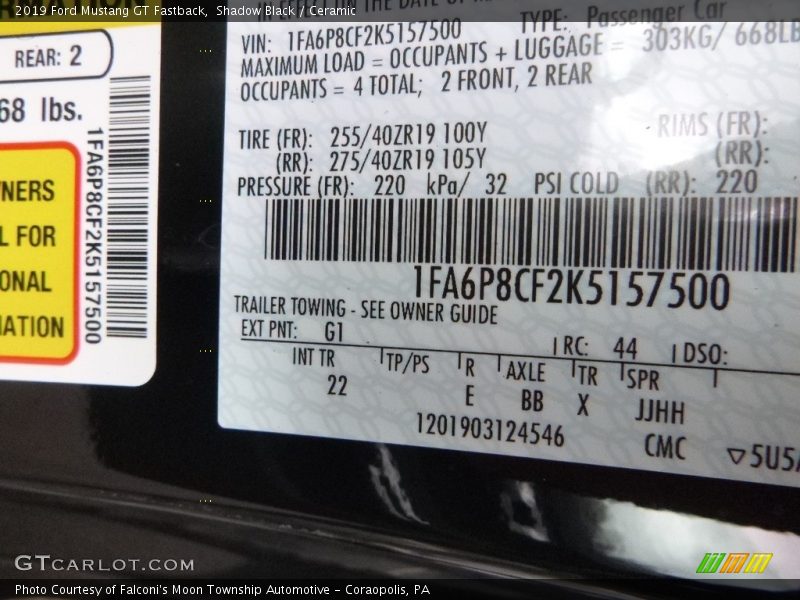 2019 Ford Mustang GT Fastback, Shadow Black / Ceramic
THE DATE OF
VIN: 1FA6P8CF2K5157500 TYPE: Passenger Car
MAXIMUM LOAD = OCCUPANTS + LUGGAGE = 303KG/ 668LB
OCCUPANTS = 4 TOTAL; 2 FRONT, 2 REAR
TIRE (FR): 255/40ZR19 100Y RIMS (FR):
(RR): 275/40ZR19 105Y (RR):
PRESSURE (FR): 220 kPa/ 32 PSI COLD (RR): 220
1FA6P8CF2K5157500
TRAILER TOWING - SEE OWNER GUIDE
EXT PNT: G1 RC: 44 DSO:
INT TR TP/PS R AXLE TR SPR
22 E BB X JJHH
1201903124546 CMC ▽5U5A
REAR: 2
68 lbs.
1FA6P8CF2K5157500
NERS
L FOR
ONAL
MATION
GTCARLOT.COM
Photo Courtesy of Falconi's Moon Township Automotive - Coraopolis, PA